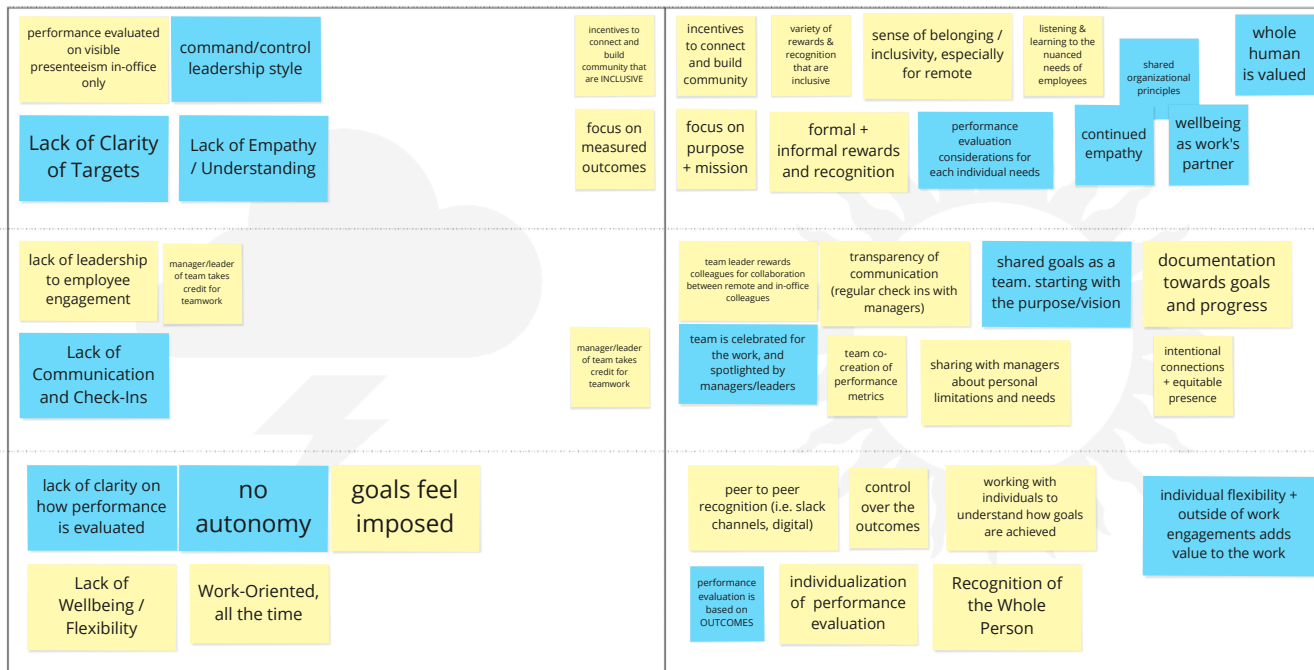 performance evaluated
on visible
presenteeism in-office
only
command/control
leadership style
incentives to
connect and
build
community that
are INCLUSIVE
Lack of Clarity
of Targets
Lack of Empathy
/ Understanding
focus on
measured
outcomes
incentives
to connect
and build
community
variety of
rewards &
recognition
that are
inclusive
sense of belonging /
inclusivity, especially
for remote
listening &
learning to the
nuanced
needs of
employees
shared
organizational
principles
whole
human
is valued
focus on
purpose
+ mission
formal +
informal rewards
and recognition
performance
evaluation
considerations for
each individual needs
continued
empathy
wellbeing
as work's
partner
lack of leadership
to employee
engagement
manager/leader
of team takes
credit for
teamwork
Lack of
Communication
and Check-Ins
manager/leader
of team takes
credit for
teamwork
team leader rewards
colleagues for collaboration
between remote and in-office
colleagues
transparency of
communication
(regular check ins with
managers)
shared goals as a
team. starting with
the purpose/vision
documentation
towards goals
and progress
team is celebrated for
the work, and
spotlighted by
managers/leaders
team co-
creation of
performance
metrics
sharing with managers
about personal
limitations and needs
intentional
connections
+ equitable
presence
lack of clarity on
how performance
is evaluated
no
autonomy
goals feel
imposed
Lack of
Wellbeing /
Flexibility
Work-Oriented,
all the time
peer to peer
recognition (i.e. slack
channels, digital)
control
over the
outcomes
working with
individuals to
understand how goals
are achieved
individual flexibility +
outside of work
engagements adds
value to the work
performance
evaluation is
based on
OUTCOMES
individualization
of performance
evaluation
Recognition of
the Whole
Person